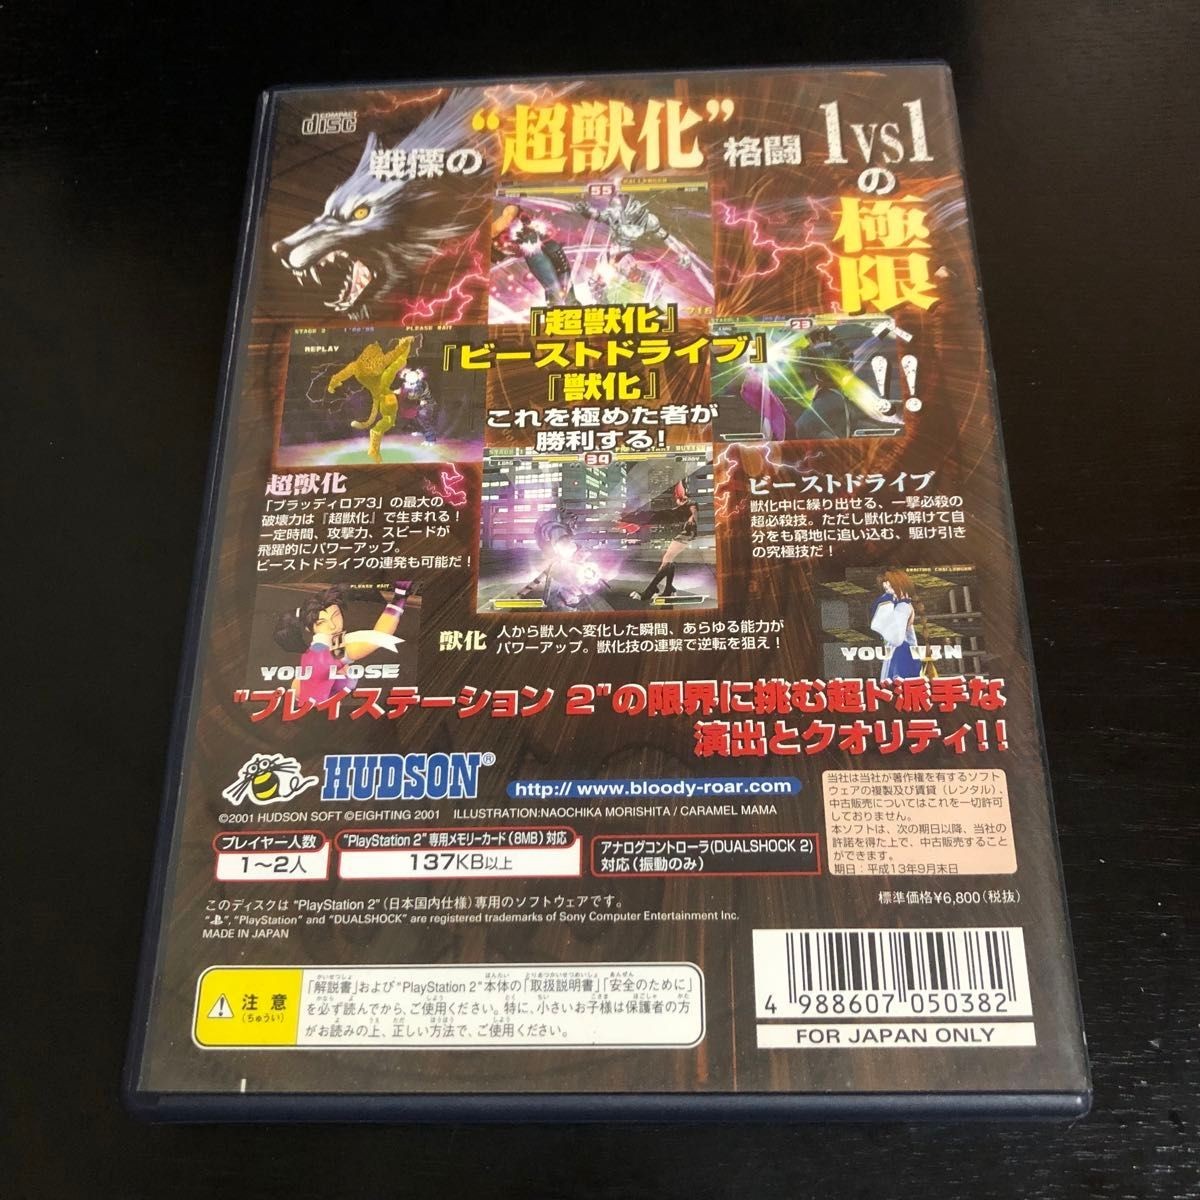 COMPACT
disc
戦慄の“超獣化”格闘 1vs1
の極限へ!!
55
STAGE 2
PLEASE WAIT
REPLAY
23
『超獣化』
『ビーストドライブ』
『獣化』
これを極めた者が
勝利する！
39
超獣化
「ブラッディロア3」の最大の
破壊力は『超獣化』で生まれる！
一定時間、攻撃力、スピードが
飛躍的にパワーアップ。
ビーストドライブの連発も可能だ！
ビーストドライブ
獣化中に繰り出せる、一撃必殺の
超必殺技。ただし獣化が解けて自
分をも窮地に追い込む、駆け引き
の究極技だ！
PLEASE WAIT
YOU LOSE
獣化
人から獣人へ変化した瞬間、あらゆる能力が
パワーアップ。獣化技の連撃で逆転を狙え！
AWAITING CHALLENGER
YOU WIN
"プレイステーション 2"の限界に挑む超ド派手な
演出とクオリティ!!
HUDSON®
http:// www.bloody-roar.com
©2001 HUDSON SOFT ©EIGHTING 2001 ILLUSTRATION:NAOCHIKA MORISHITA / CARAMEL MAMA
当社は当社が著作権を有するソフト
ウェアの複製及び賃貸（レンタル）、
中古販売についてはこれを一切許可
しておりません。
本ソフトは、次の期日以降、当社の
許諾を得た上で、中古販売すること
ができます。
期日：平成13年9月末日
プレイヤー人数
1〜2人
"PlayStation 2"専用メモリーカード（8MB）対応
137KB以上
アナログコントローラ(DUALSHOCK 2)
対応（振動のみ）
標準価格¥6,800（税抜）
このディスクは "PlayStation 2"（日本国内仕様）専用のソフトウェアです。
"PlayStation" and "DUALSHOCK" are registered trademarks of Sony Computer Entertainment Inc.
MADE IN JAPAN
注意
（ちゅうい）
「解説書」および"PlayStation 2"本体の「取扱説明書」「安全のために」
を必ず読んでから、ご使用ください。特に、小さいお子様は保護者の方
がお読みの上、正しい方法で、ご使用ください。
4 988607 050382
FOR JAPAN ONLY